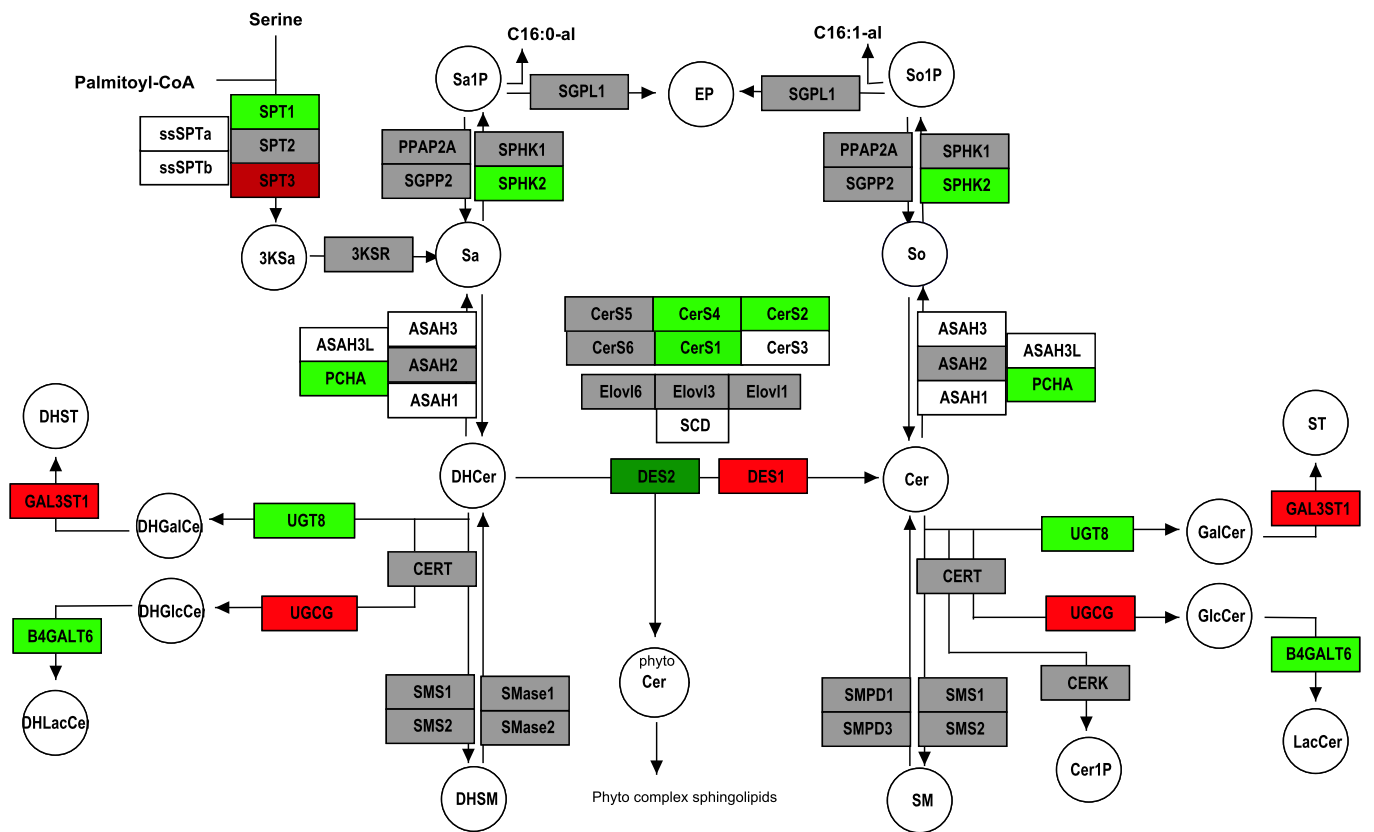 Serine
C16:0-al
C16:1-al
Palmitoyl-CoA
Sa1P
SGPL1
EP
SGPL1
So1P
SPT1
ssSPTa
SPT2
ssSPTb
SPT3
PPAP2A
SPHK1
SGPP2
SPHK2
PPAP2A
SPHK1
SGPP2
SPHK2
3KSa
3KSR
Sa
So
CerS5
CerS4
CerS2
CerS6
CerS1
CerS3
ASAH3
ASAH3L
ASAH2
PCHA
ASAH1
ASAH3
ASAH3L
ASAH2
PCHA
ASAH1
Elovl6
Elovl3
Elovl1
SCD
DHST
ST
DHCer
DES2
DES1
Cer
GAL3ST1
DHGalCer
UGT8
UGT8
GalCer
GAL3ST1
CERT
CERT
DHGlcCer
UGCG
UGCG
GlcCer
B4GALT6
B4GALT6
phyto
Cer
SMS1
SMase1
SMS2
SMase2
SMPD1
SMS1
SMPD3
SMS2
CERK
DHLacCer
LacCer
Cer1P
DHSM
Phyto complex sphingolipids
SM